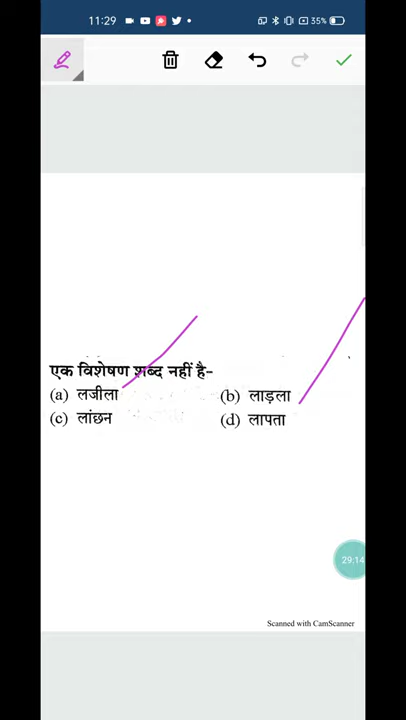 11:29
35%
एक विशेषण शब्द नहीं है-
(a) लजीला (b) लाड़ला
(c) लांछन (d) लापता
29:14
Scanned with CamScanner